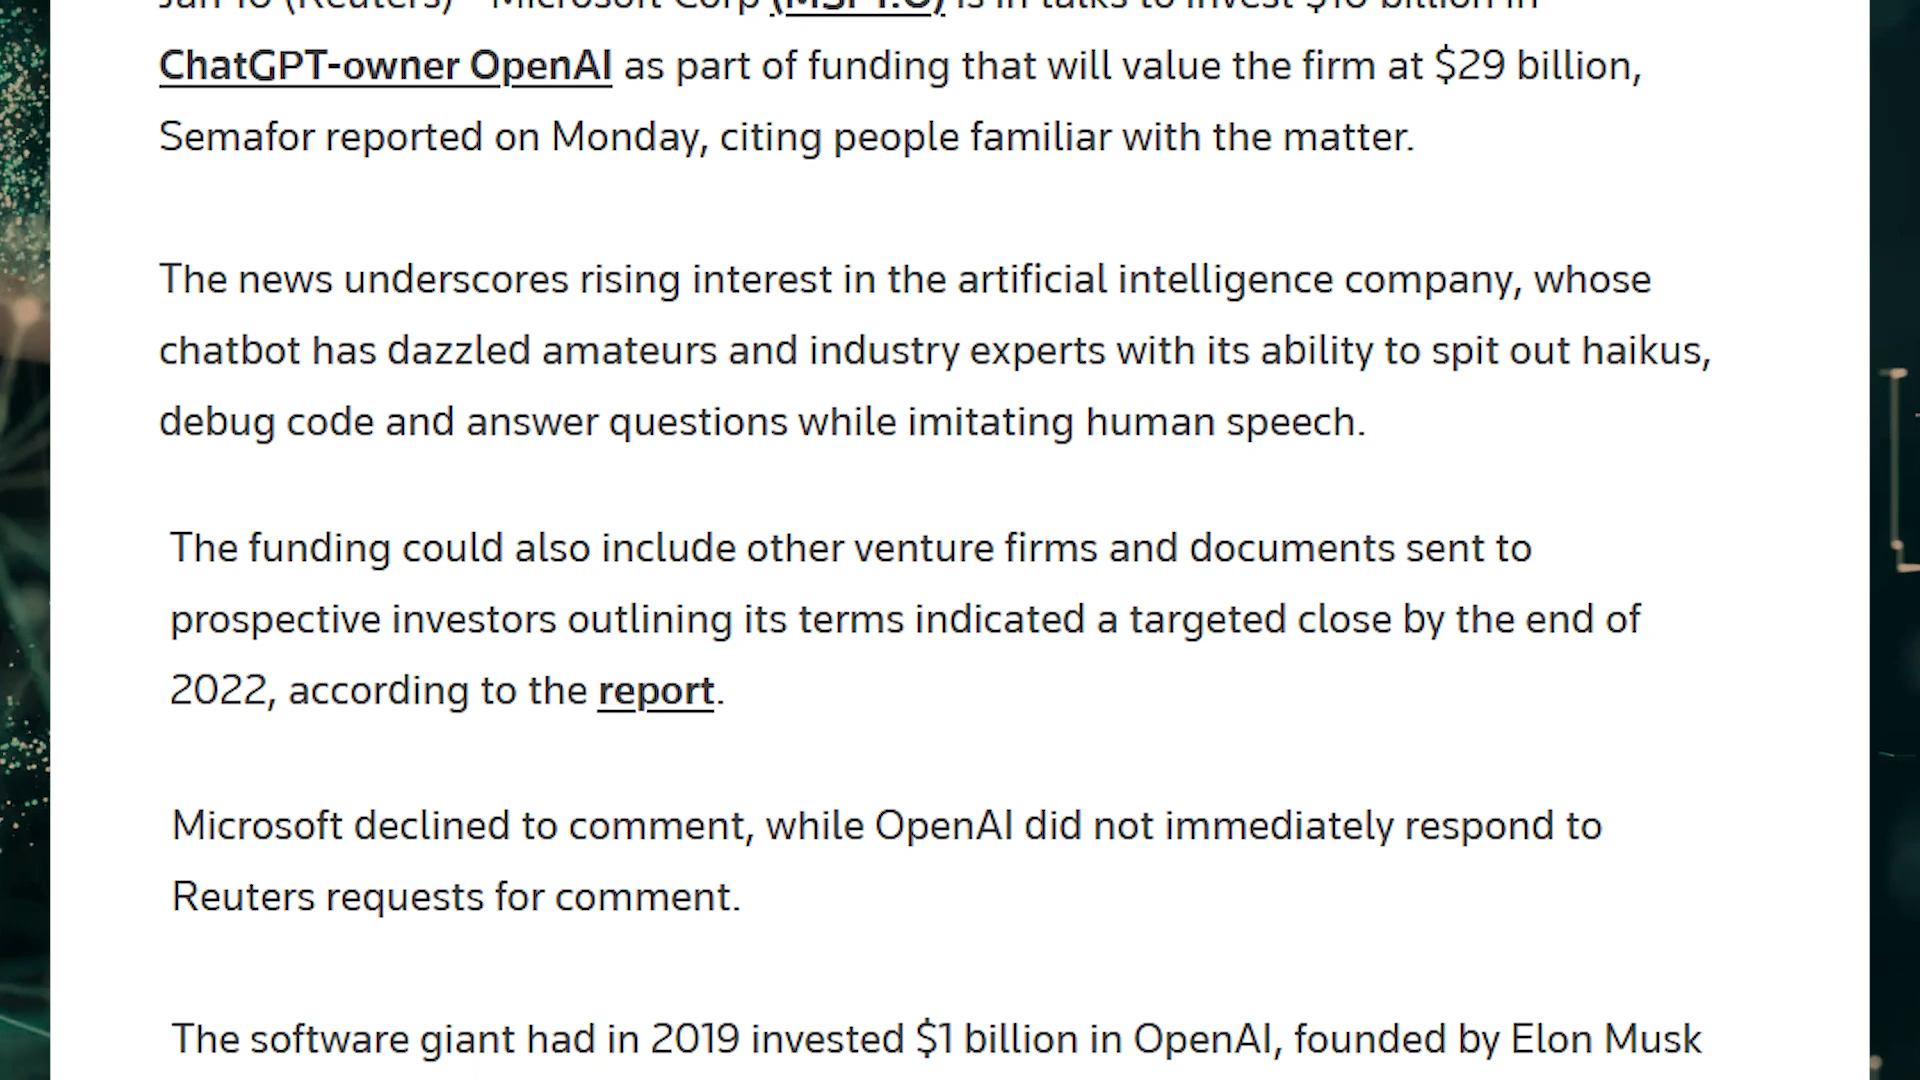 Jan 10 (Reuters) - Microsoft Corp (MSFT.O) is in talks to invest $10 billion in
ChatGPT-owner OpenAI as part of funding that will value the firm at $29 billion,
Semafor reported on Monday, citing people familiar with the matter.
The news underscores rising interest in the artificial intelligence company, whose
chatbot has dazzled amateurs and industry experts with its ability to spit out haikus,
debug code and answer questions while imitating human speech.
The funding could also include other venture firms and documents sent to
prospective investors outlining its terms indicated a targeted close by the end of
2022, according to the report.
Microsoft declined to comment, while OpenAI did not immediately respond to
Reuters requests for comment.
The software giant had in 2019 invested $1 billion in OpenAI, founded by Elon Musk